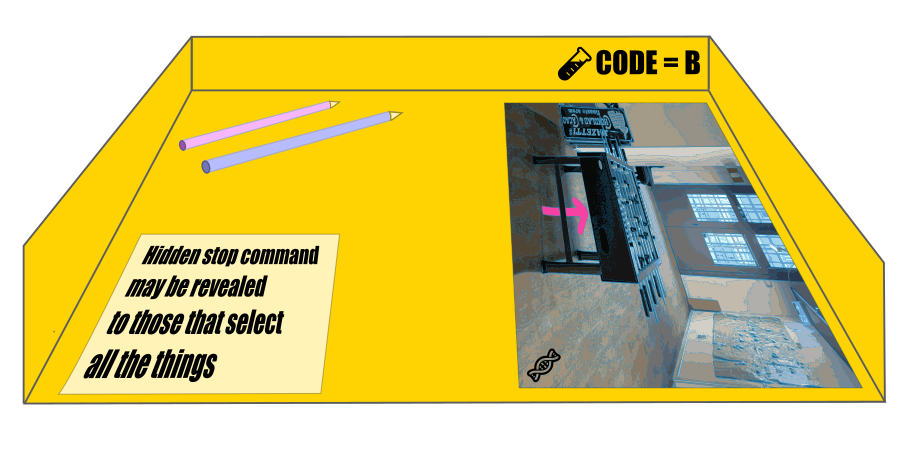 CODE = B
Hidden stop command
may be revealed
to those that select
all the things